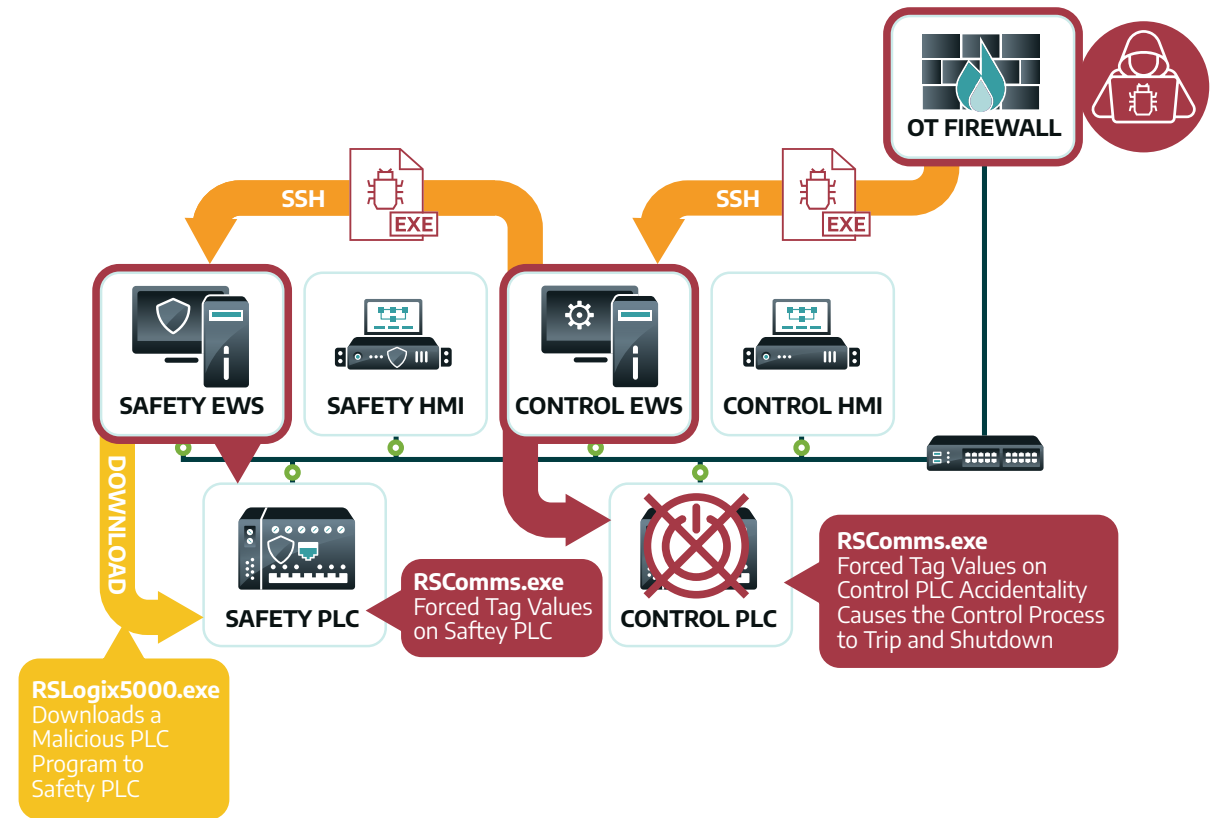 OT FIREWALL
SSH
EXE
SSH
EXE
SAFETY EWS
SAFETY HMI
CONTROL EWS
CONTROL HMI
DOWNLOAD
SAFETY PLC
RSComms.exe
Forced Tag Values
on Saftey PLC
CONTROL PLC
RSComms.exe
Forced Tag Values on
Control PLC Accidentality
Causes the Control Process
to Trip and Shutdown
RSLogix5000.exe
Downloads a
Malicious PLC
Program to
Safety PLC